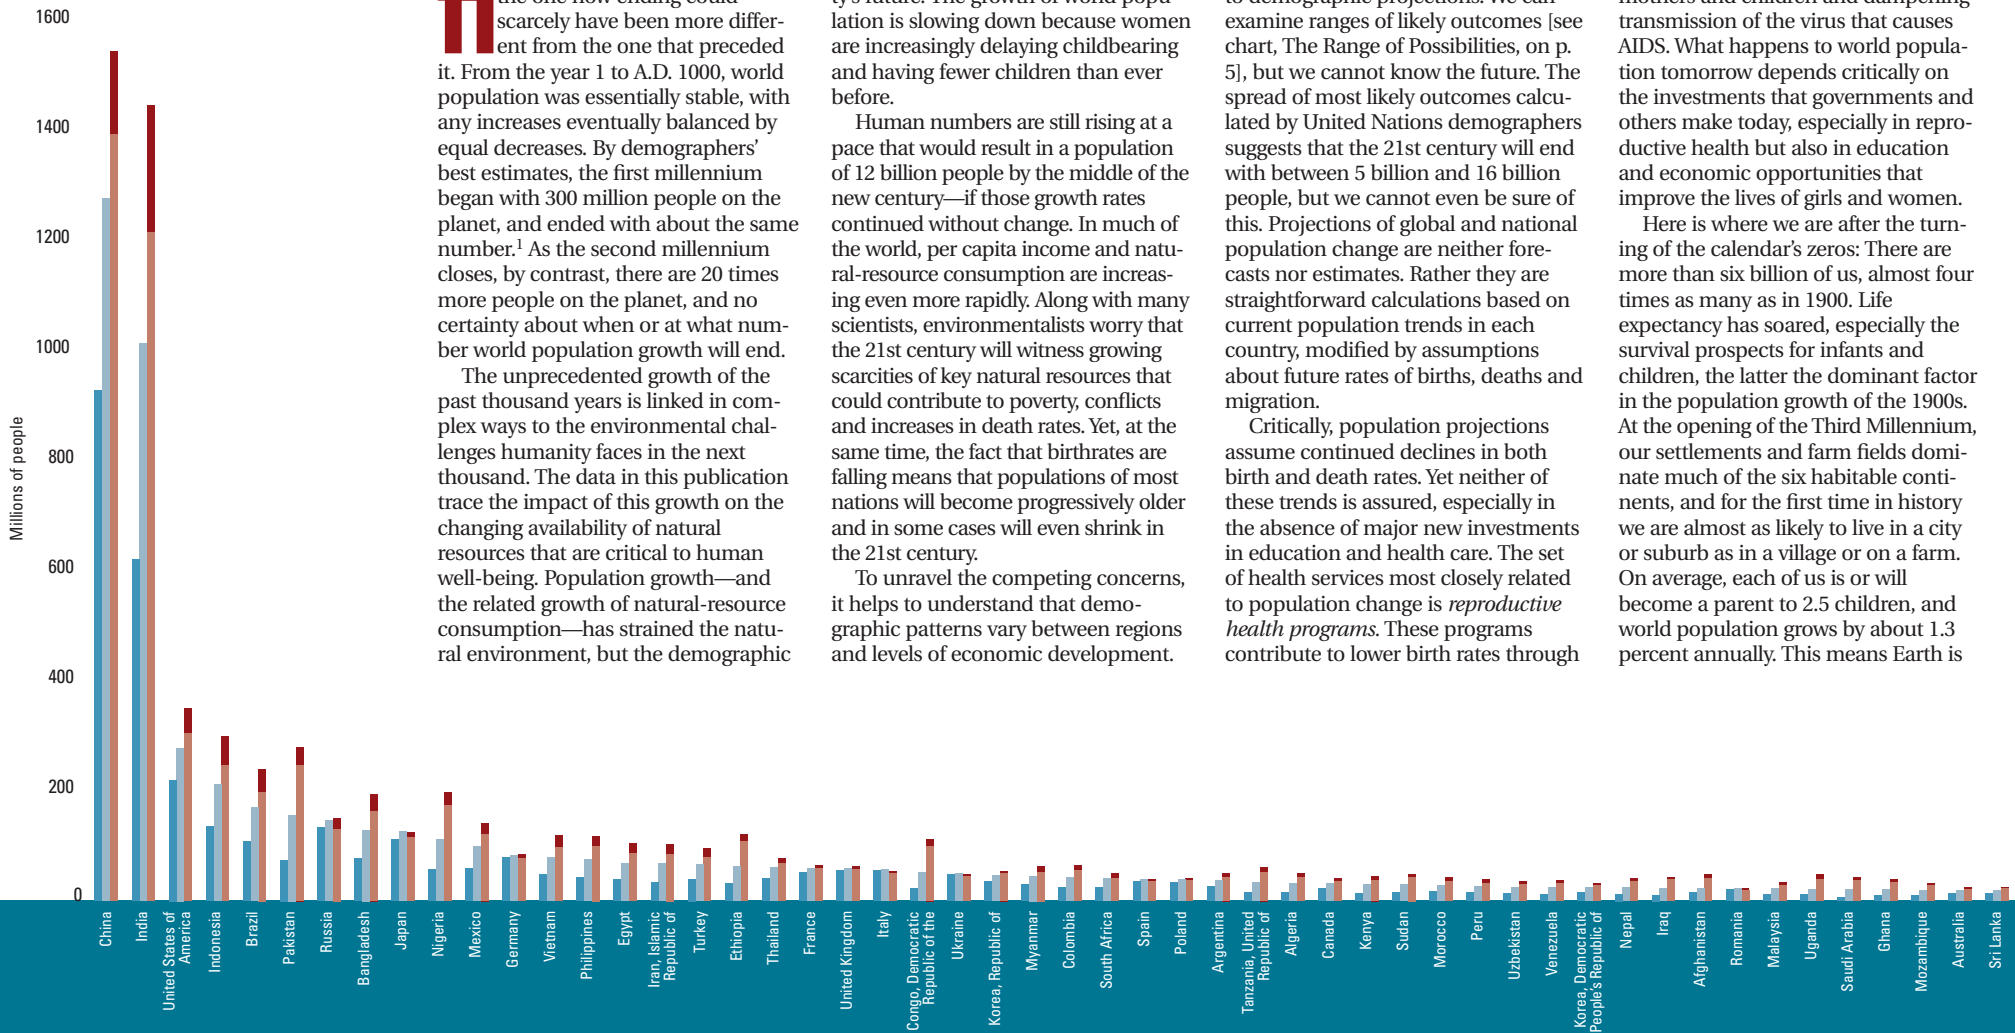 the one now ending could
scarcely have been more differ-
ent from the one that preceded
it. From the year 1 to A.D. 1000, world
population was essentially stable, with
any increases eventually balanced by
equal decreases. By demographers’
best estimates, the first millennium
began with 300 million people on the
planet, and ended with about the same
number.1 As the second millennium
closes, by contrast, there are 20 times
more people on the planet, and no
certainty about when or at what num-
ber world population growth will end.
The unprecedented growth of the
past thousand years is linked in com-
plex ways to the environmental chal-
lenges humanity faces in the next
thousand. The data in this publication
trace the impact of this growth on the
changing availability of natural
resources that are critical to human
well-being. Population growth—and
the related growth of natural-resource
consumption—has strained the natu-
ral environment, but the demographic
ty’s future. The growth of world popu-
lation is slowing down because women
are increasingly delaying childbearing
and having fewer children than ever
before.
Human numbers are still rising at a
pace that would result in a population
of 12 billion people by the middle of the
new century—if those growth rates
continued without change. In much of
the world, per capita income and natu-
ral-resource consumption are increas-
ing even more rapidly. Along with many
scientists, environmentalists worry that
the 21st century will witness growing
scarcities of key natural resources that
could contribute to poverty, conflicts
and increases in death rates. Yet, at the
same time, the fact that birthrates are
falling means that populations of most
nations will become progressively older
and in some cases will even shrink in
the 21st century.
To unravel the competing concerns,
it helps to understand that demo-
graphic patterns vary between regions
and levels of economic development.
to demographic projections. We can
examine ranges of likely outcomes [see
chart, The Range of Possibilities, on p.
5], but we cannot know the future. The
spread of most likely outcomes calcu-
lated by United Nations demographers
suggests that the 21st century will end
with between 5 billion and 16 billion
people, but we cannot even be sure of
this. Projections of global and national
population change are neither fore-
casts nor estimates. Rather they are
straightforward calculations based on
current population trends in each
country, modified by assumptions
about future rates of births, deaths and
migration.
Critically, population projections
assume continued declines in both
birth and death rates. Yet neither of
these trends is assured, especially in
the absence of major new investments
in education and health care. The set
of health services most closely related
to population change is reproductive
health programs. These programs
contribute to lower birth rates through
mothers and children and dampening
transmission of the virus that causes
AIDS. What happens to world popula-
tion tomorrow depends critically on
the investments that governments and
others make today, especially in repro-
ductive health but also in education
and economic opportunities that
improve the lives of girls and women.
Here is where we are after the turn-
ing of the calendar’s zeros: There are
more than six billion of us, almost four
times as many as in 1900. Life
expectancy has soared, especially the
survival prospects for infants and
children, the latter the dominant factor
in the population growth of the 1900s.
At the opening of the Third Millennium,
our settlements and farm fields domi-
nate much of the six habitable conti-
nents, and for the first time in history
we are almost as likely to live in a city
or suburb as in a village or on a farm.
On average, each of us is or will
become a parent to 2.5 children, and
world population grows by about 1.3
percent annually. This means Earth is
Millions of people
1600
1400
1200
1000
800
600
400
200
0
China
India
United States of
America
Indonesia
Brazil
Pakistan
Russia
Bangladesh
Japan
Nigeria
Mexico
Germany
Vietnam
Philippines
Egypt
Iran, Islamic
Republic of
Turkey
Ethiopia
Thailand
France
United Kingdom
Italy
Congo, Democratic
Republic of the
Ukraine
Korea, Republic of
Myanmar
Colombia
South Africa
Spain
Poland
Argentina
Tanzania, United
Republic of
Algeria
Canada
Kenya
Sudan
Morocco
Peru
Uzbekistan
Venezuela
Korea, Democratic
People's Republic of
Nepal
Iraq
Afghanistan
Romania
Malaysia
Uganda
Saudi Arabia
Ghana
Mozambique
Australia
Sri Lanka